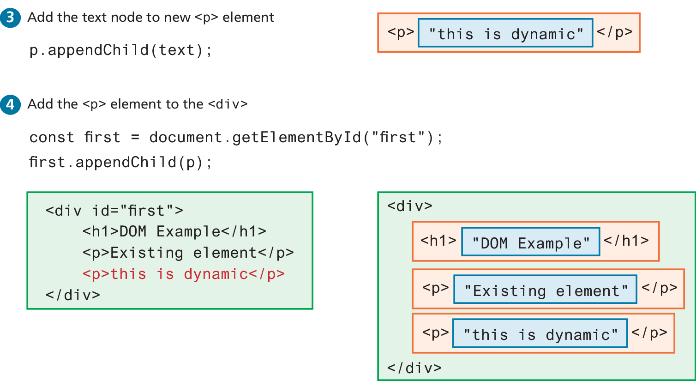 3 Add the text node to new <p> element
p.appendChild(text);
<p> "this is dynamic" </p>
4 Add the <p> element to the <div>
const first = document.getElementById("first");
first.appendChild(p);
<div id="first">
<h1>DOM Example</h1>
<p>Existing element</p>
<p>this is dynamic</p>
</div>
<div>
<h1> "DOM Example" </h1>
<p> "Existing element" </p>
<p> "this is dynamic" </p>
</div>